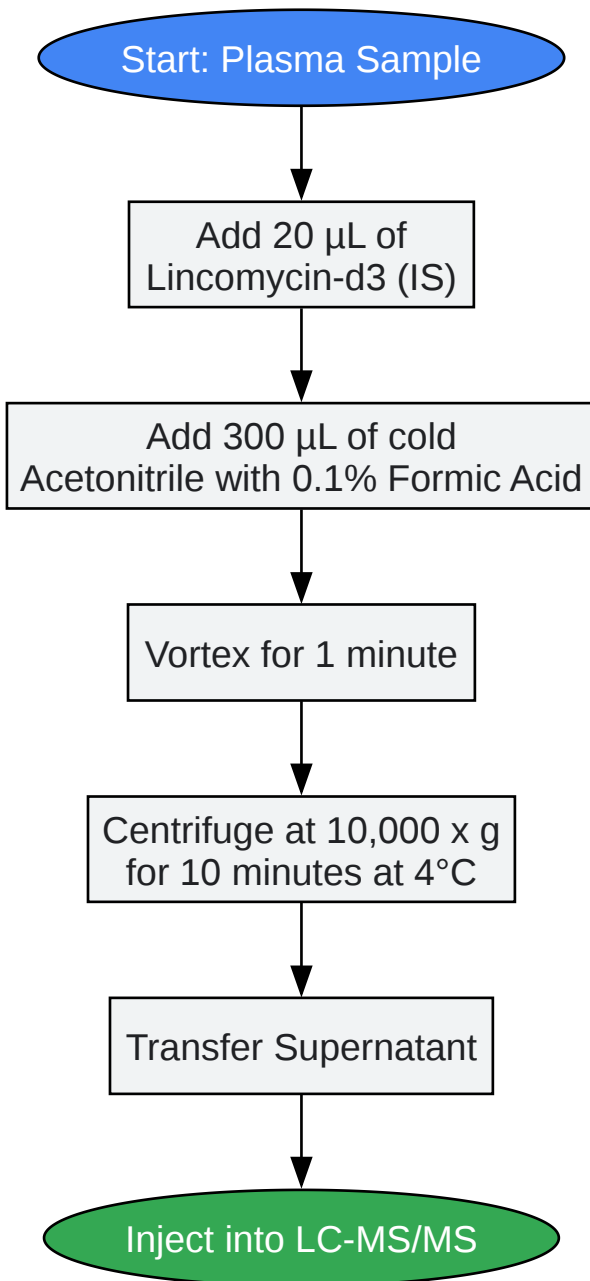 Start: Plasma Sample
Add 20 µL of
Lincomycin-d3 (IS)
Add 300 µL of cold
Acetonitrile with 0.1% Formic Acid
Vortex for 1 minute
Centrifuge at 10,000 x g
for 10 minutes at 4°C
Transfer Supernatant
Inject into LC-MS/MS